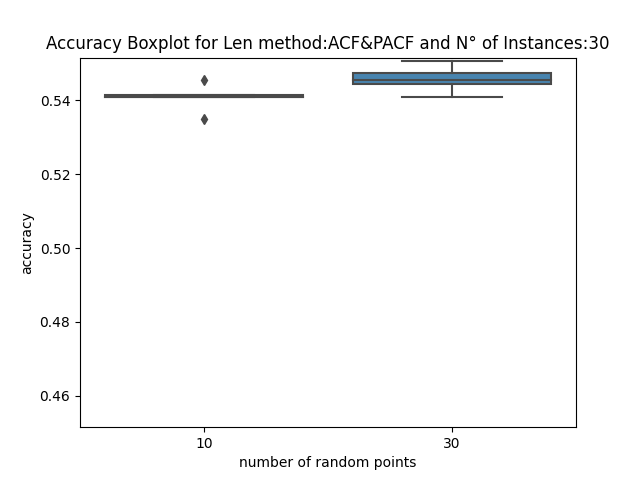 Accuracy Boxplot for Len method:ACF&PACF and N° of Instances:30
0.54
0.52
0.50
0.48
0.46
accuracy
10 30
number of random points